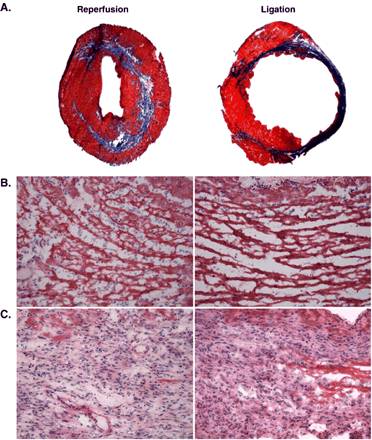 A.
Reperfusion
Ligation
B.
C.